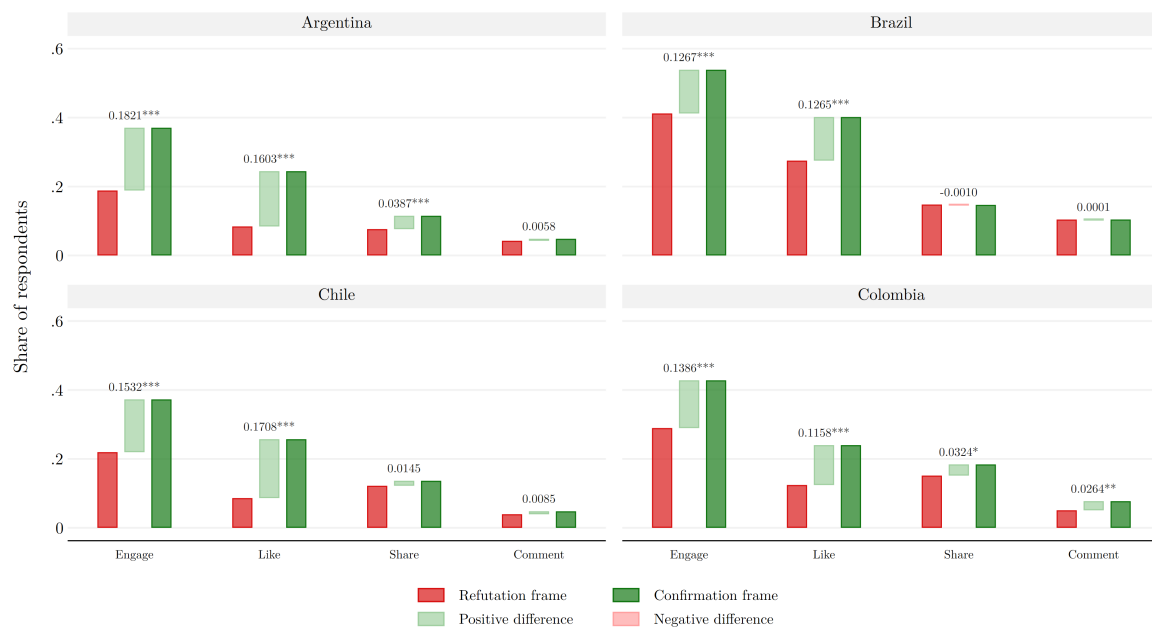 Argentina
Brazil
Share of respondents
.6
.4
.2
0
0.1821***
0.1603***
0.0387***
0.0058
0.1267***
0.1265***
-0.0010
0.0001
Chile
Colombia
.6
.4
.2
0
0.1532***
0.1708***
0.0145
0.0085
0.1386***
0.1158***
0.0324*
0.0264**
Engage Like Share Comment
Engage Like Share Comment
Refutation frame Confirmation frame
Positive difference Negative difference